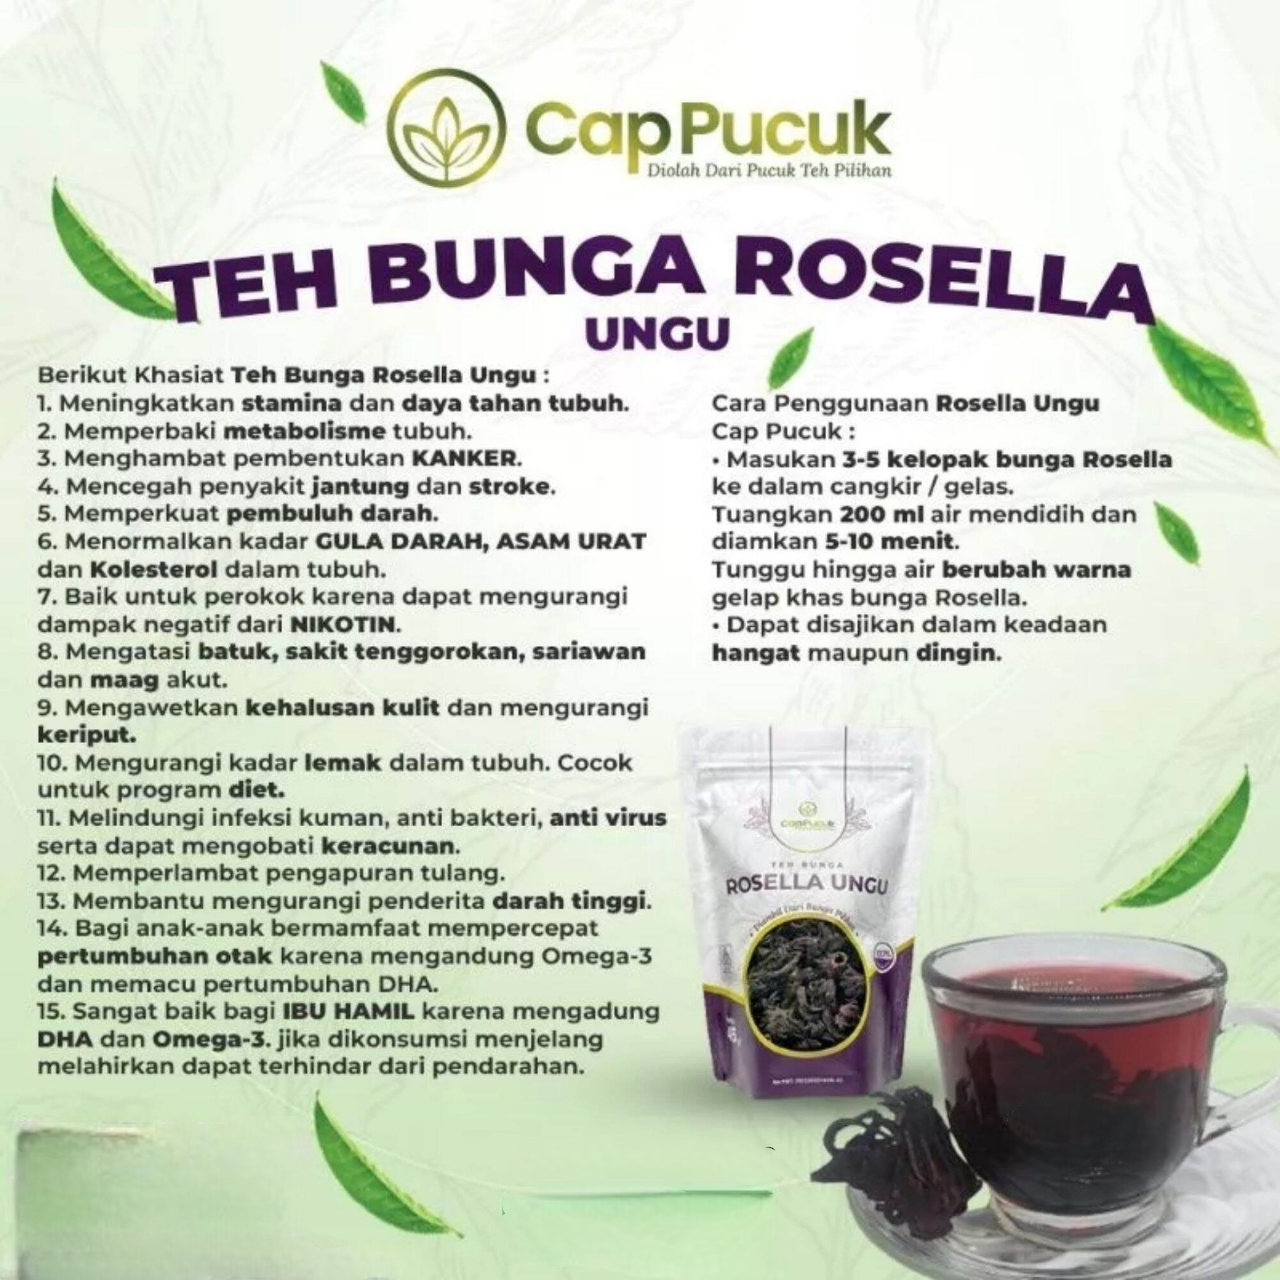 Cap Pucuk
Diolah Dari Pucuk Teh Pilihan
TEH BUNGA ROSELLA
UNGU
Berikut Khasiat Teh Bunga Rosella Ungu :
1. Meningkatkan stamina dan daya tahan tubuh.
2. Memperbaki metabolisme tubuh.
3. Menghambat pembentukan KANKER.
4. Mencegah penyakit jantung dan stroke.
5. Memperkuat pembuluh darah.
6. Menormalkan kadar GULA DARAH, ASAM URAT
dan Kolesterol dalam tubuh.
7. Baik untuk perokok karena dapat mengurangi
dampak negatif dari NIKOTIN.
8. Mengatasi batuk, sakit tenggorokan, sariawan
dan maag akut.
9. Mengawetkan kehalusan kulit dan mengurangi
keriput.
10. Mengurangi kadar lemak dalam tubuh. Cocok
untuk program diet.
11. Melindungi infeksi kuman, anti bakteri, anti virus
serta dapat mengobati keracunan.
12. Memperlambat pengapuran tulang.
13. Membantu mengurangi penderita darah tinggi.
14. Bagi anak-anak bermamfaat mempercepat
pertumbuhan otak karena mengandung Omega-3
dan memacu pertumbuhan DHA.
15. Sangat baik bagi IBU HAMIL karena mengadung
DHA dan Omega-3. jika dikonsumsi menjelang
melahirkan dapat terhindar dari pendarahan.
Cara Penggunaan Rosella Ungu
Cap Pucuk :
• Masukan 3-5 kelopak bunga Rosella
ke dalam cangkir / gelas.
Tuangkan 200 ml air mendidih dan
diamkan 5-10 menit.
Tunggu hingga air berubah warna
gelap khas bunga Rosella.
• Dapat disajikan dalam keadaan
hangat maupun dingin.
Cap Pucuk
TEH BUNGA
ROSELLA UNGU